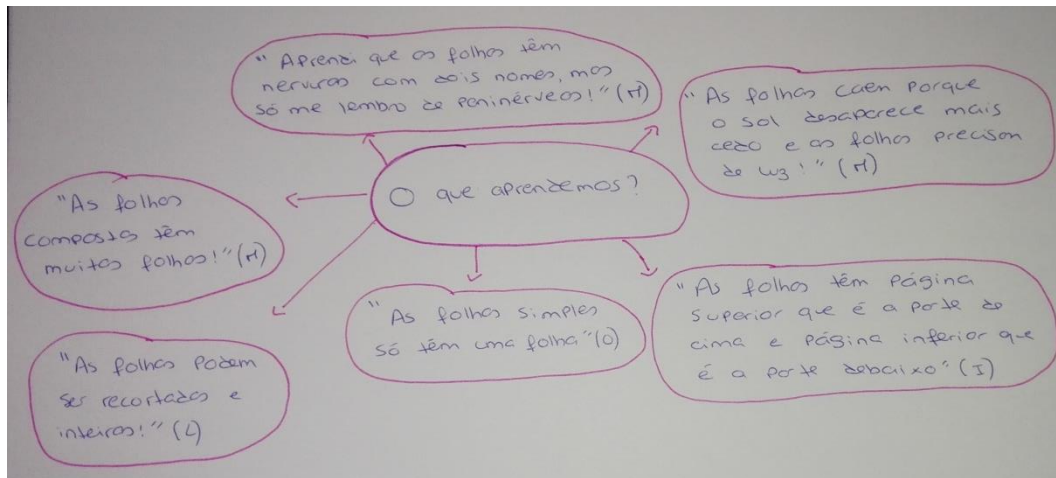 " Aprendi que as folhas têm
nervuras com dois nomes, mas
só me lembro de peninérveas!" (M)
"As folhas caem porque
o sol desaparece mais
cedo e as folhas precisam
de luz!" (M)
O que aprendemos?
"As folhas
compostas têm
muitas folhas!" (M)
"As folhas simples
só têm uma folha" (O)
"As folhas têm página
superior que é a parte de
cima e página inferior que
é a parte debaixo" (I)
"As folhas podem
ser recortadas e
inteiras!" (L)